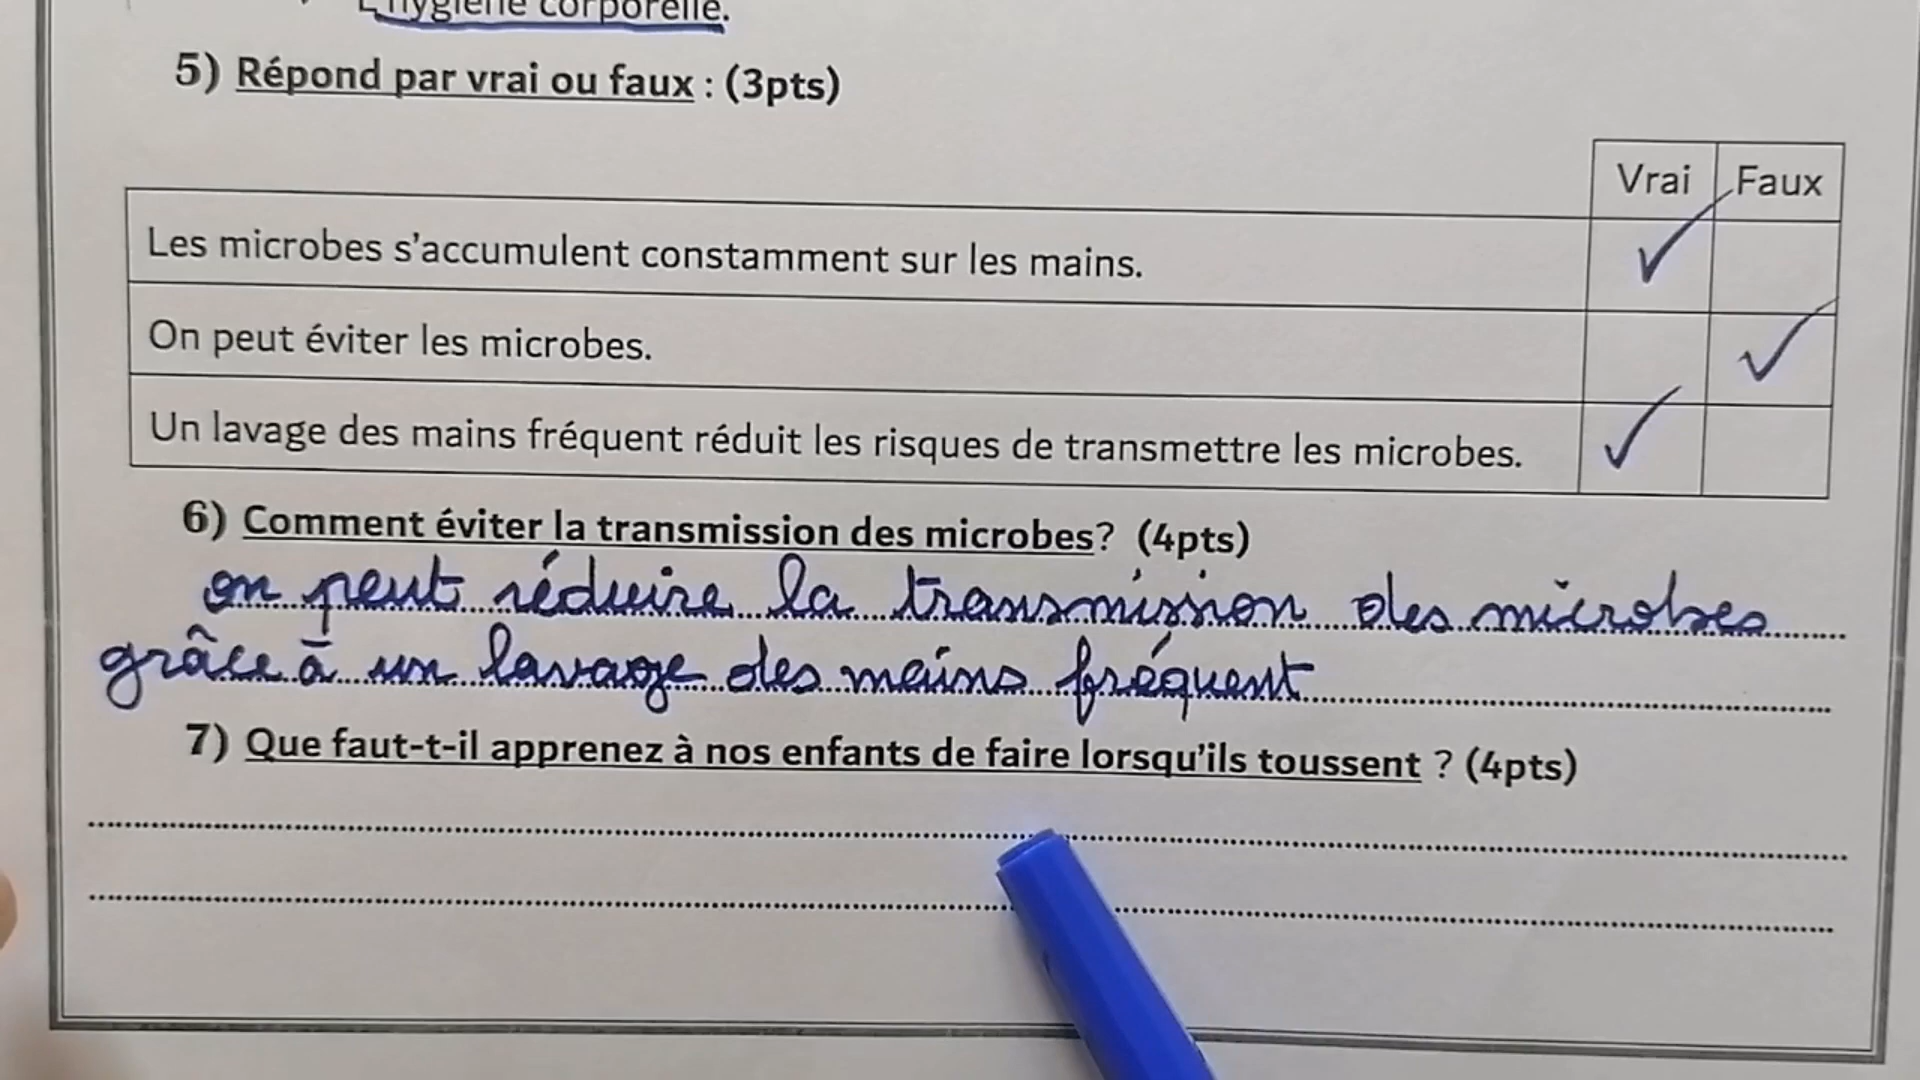 L'hygiène corporelle.
5) Répond par vrai ou faux : (3pts)
Vrai Faux
Les microbes s'accumulent constamment sur les mains.
On peut éviter les microbes.
Un lavage des mains fréquent réduit les risques de transmettre les microbes.
6) Comment éviter la transmission des microbes? (4pts)
on peut réduire la transmission des microbes
grâce à un lavage des mains fréquent
7) Que faut-t-il apprenez à nos enfants de faire lorsqu'ils toussent ? (4pts)